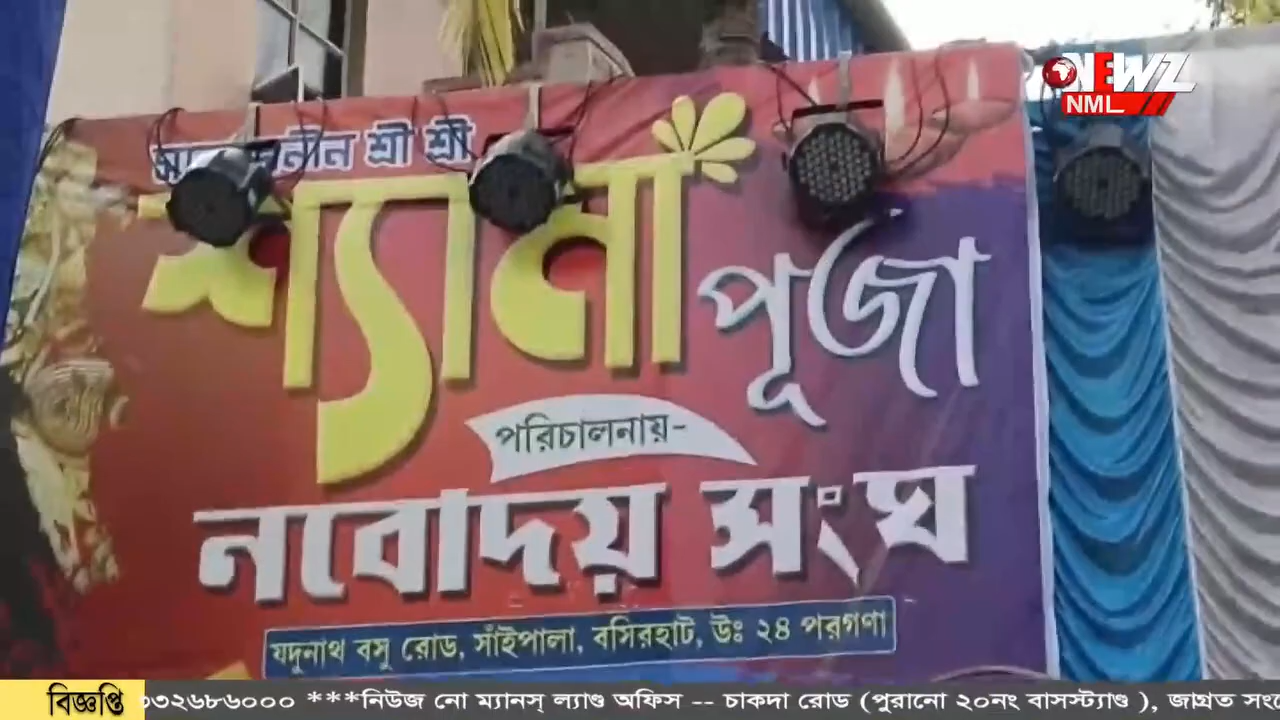 শ্রী শ্রী
শ্যামা পূজা
পরিচালনায়-
নবোদয় সংঘ
যদুনাথ বসু রোড, সাঁইপালা, বসিরহাট, উঃ ২৪ পরগণা
NEWZ
NML
বিজ্ঞপ্তি
৩৩২৬৮৬০০০ ***নিউজ নো ম্যানস্ ল্যাণ্ড অফিস -- চাকদা রোড (পুরানো ২০নং বাসস্ট্যাণ্ড ), জাগ্রত